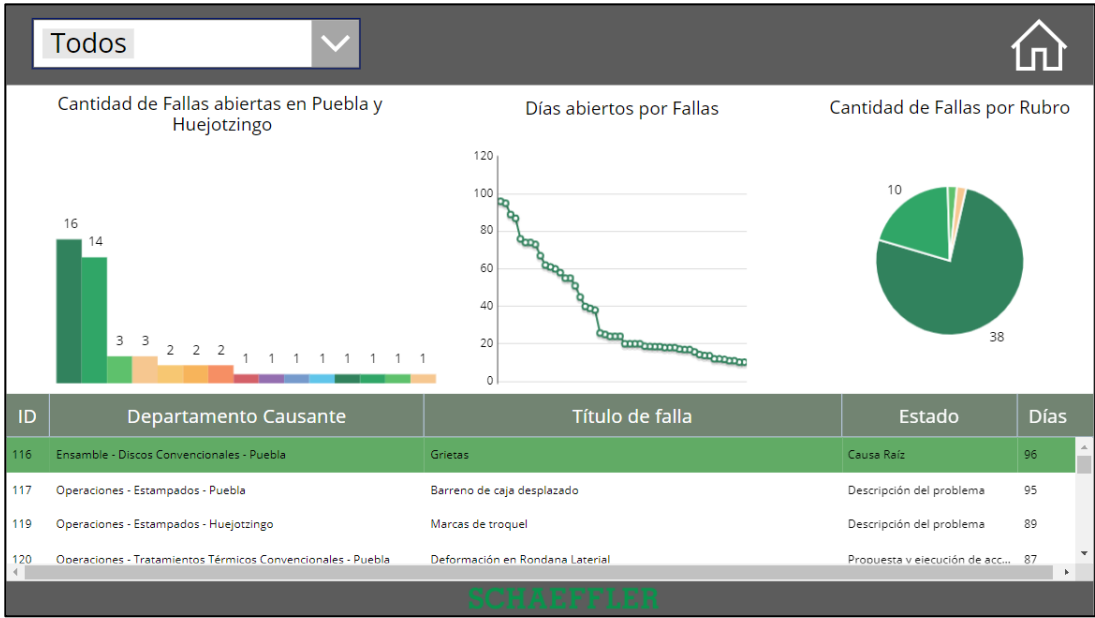 Todos
Cantidad de Fallas abiertas en Puebla y
Huejotzingo
16
14
3
3
2
2
2
1
1
1
1
1
1
1
1
Días abiertos por Fallas
120
100
80
60
40
20
0
Cantidad de Fallas por Rubro
10
38
ID Departamento Causante Título de falla Estado Días
116 Ensamble - Discos Convencionales - Puebla Grietas Causa Raíz 96
117 Operaciones - Estampados - Puebla Barreno de caja desplazado Descripción del problema 95
119 Operaciones - Estampados - Huejotzingo Marcas de troquel Descripción del problema 89
120 Operaciones - Tratamientos Térmicos Convencionales - Puebla Deformación en Rondana Laterial Propuesta y ejecución de acc... 87
SCHAEFFLER